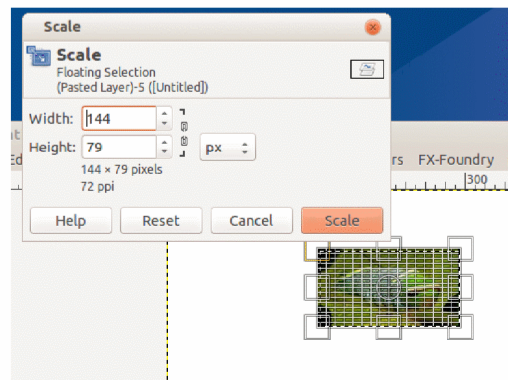 Scale
Scale
Floating Selection
(Pasted Layer)-5 ([Untitled])
Width: 144
Height: 79 px
144 × 79 pixels
72 ppi
Help Reset Cancel Scale
Ed
rs FX-Foundry
300